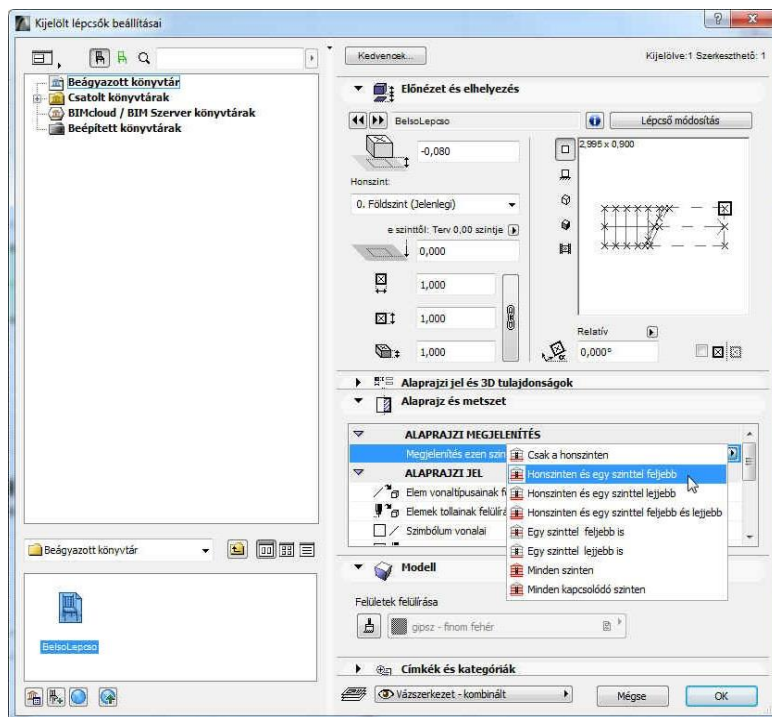 Kijelölt lépcsők beállításai
Beágyazott könyvtár
Csatolt könyvtárak
BIMcloud / BIM Szerver könyvtárak
Beépített könyvtárak
Beágyazott könyvtár
BelsoLepcso
Kedvencek...
Kijelölve:1 Szerkeszthető: 1
Előnézet és elhelyezés
BelsoLepcso
Lépcső módosítás
-0,080
2,995 x 0,900
Honszint:
0. Földszint (Jelenlegi)
e szinttől: Terv 0,00 szintje
0,000
1,000
1,000
1,000
Relatív
0,000°
Alaprajzi jel és 3D tulajdonságok
Alaprajz és metszet
ALAPRAJZI MEGJELENÍTÉS
Megjelenítés ezen szin
ALAPRAJZI JEL
Elem vonaltípusainak f
Elemek tollainak felülírá
Szimbólum vonalai
Csak a honszinten
Honszinten és egy szinttel feljebb
Honszinten és egy szinttel lejjebb
Honszinten és egy szinttel feljebb és lejjebb
Egy szinttel feljebb is
Egy szinttel lejjebb is
Minden szinten
Minden kapcsolódó szinten
Modell
Felületek felülírása
gipsz - finom fehér
Címkék és kategóriák
Vázszerkezet - kombinált
Mégse
OK